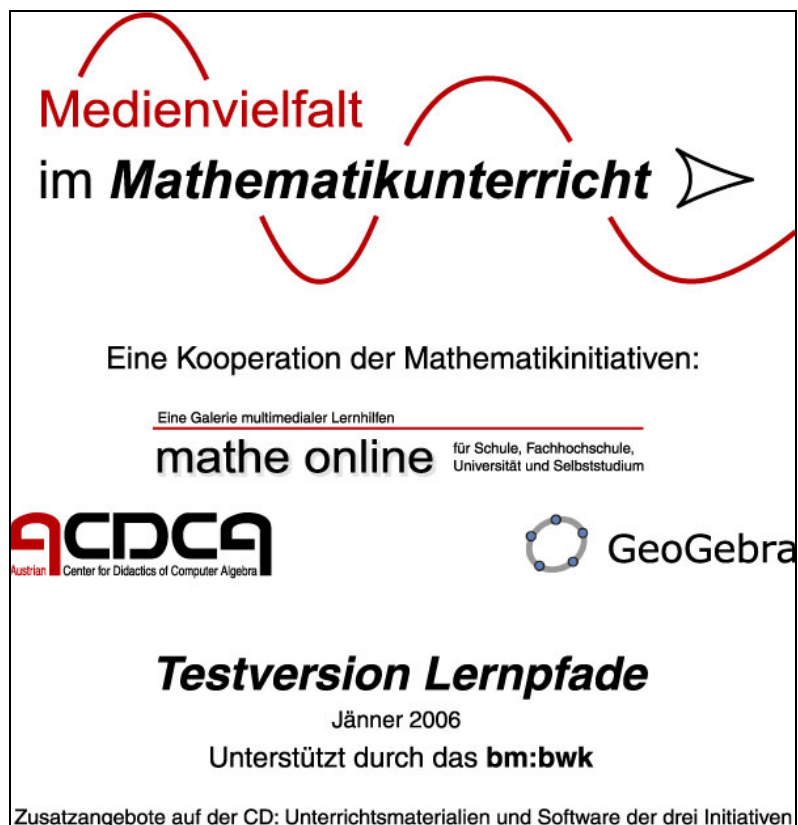 Medienvielfalt
im Mathematikunterricht
Eine Kooperation der Mathematikinitiativen:
Eine Galerie multimedialer Lernhilfen
mathe online
für Schule, Fachhochschule,
Universität und Selbststudium
ACDCA
Austrian Center for Didactics of Computer Algebra
GeoGebra
Testversion Lernpfade
Jänner 2006
Unterstützt durch das bm:bwk
Zusatzangebote auf der CD: Unterrichtsmaterialien und Software der drei Initiativen